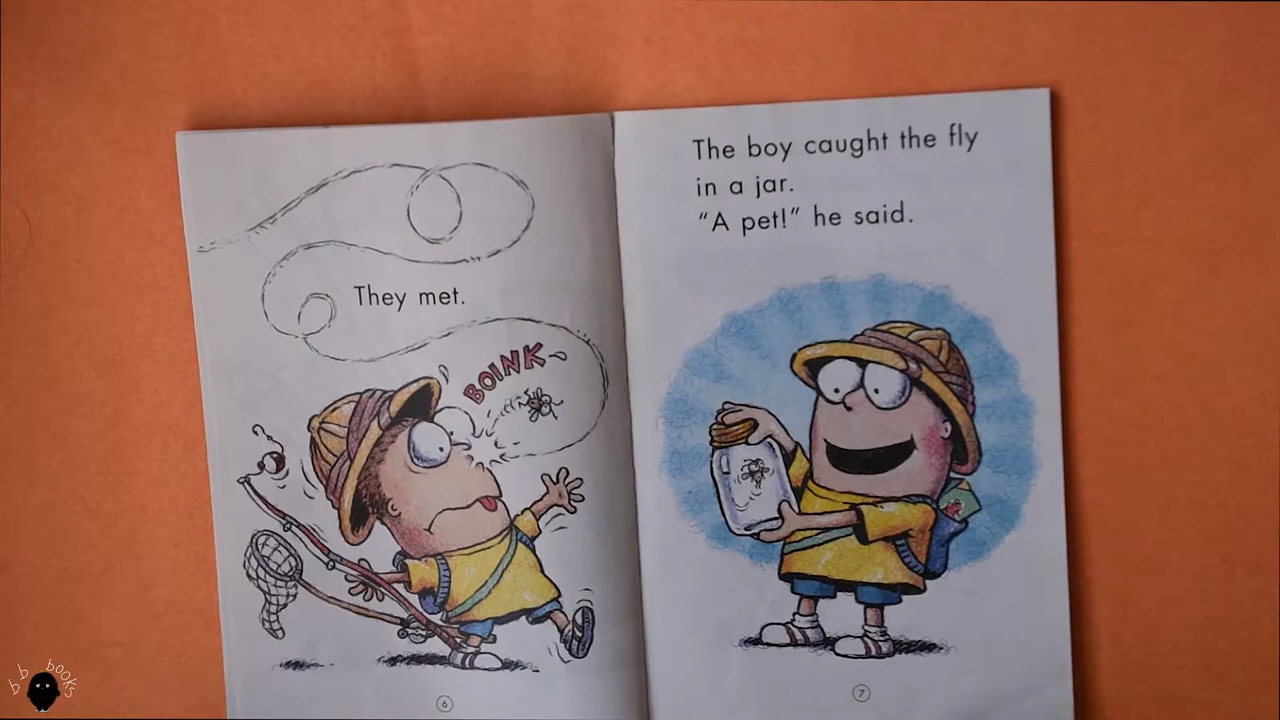 They met.
BOINK
6
The boy caught the fly
in a jar.
“A pet!” he said.
7
b b books